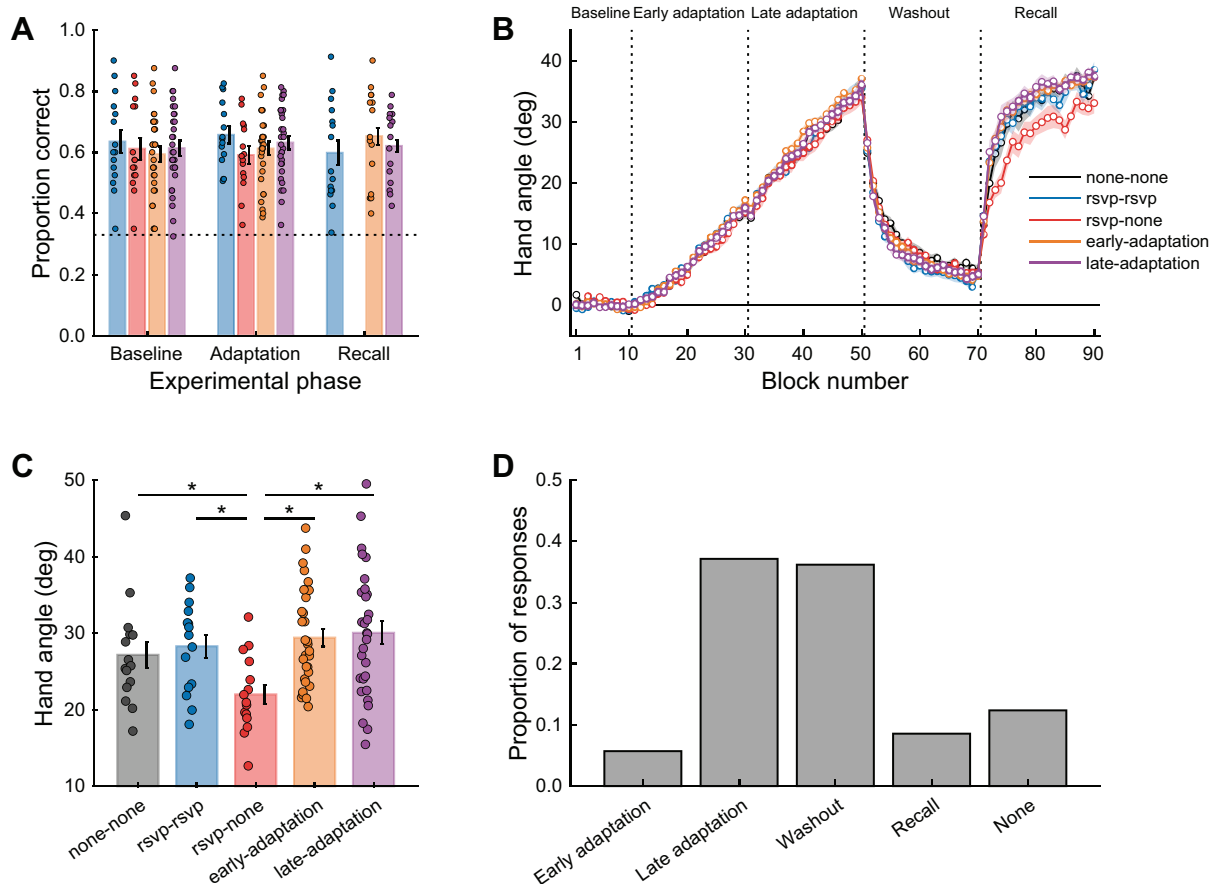 A
Proportion correct
1.0
0.8
0.6
0.4
0.2
0.0
Baseline
Adaptation
Recall
Experimental phase
B
Baseline
Early adaptation
Late adaptation
Washout
Recall
Hand angle (deg)
40
30
20
10
0
1
10
20
30
40
50
60
70
80
90
Block number
none-none
rsvp-rsvp
rsvp-none
early-adaptation
late-adaptation
C
Hand angle (deg)
50
40
30
20
10
*
*
*
*
none-none
rsvp-rsvp
rsvp-none
early-adaptation
late-adaptation
D
Proportion of responses
0.5
0.4
0.3
0.2
0.1
0.0
Early adaptation
Late adaptation
Washout
Recall
None